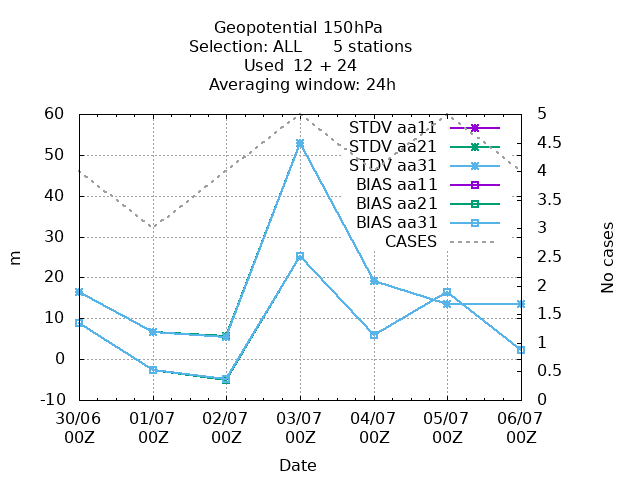 Geopotential 150hPa
Selection: ALL 5 stations
Used 12 + 24
Averaging window: 24h
60
50
40
30
20
10
0
-10
5
4.5
4
3.5
3
2.5
2
1.5
1
0.5
0
STDV aa11
STDV aa21
STDV aa31
BIAS aa11
BIAS aa21
BIAS aa31
CASES
m
No cases
30/06 01/07 02/07 03/07 04/07 05/07 06/07
00Z 00Z 00Z 00Z 00Z 00Z 00Z
Date